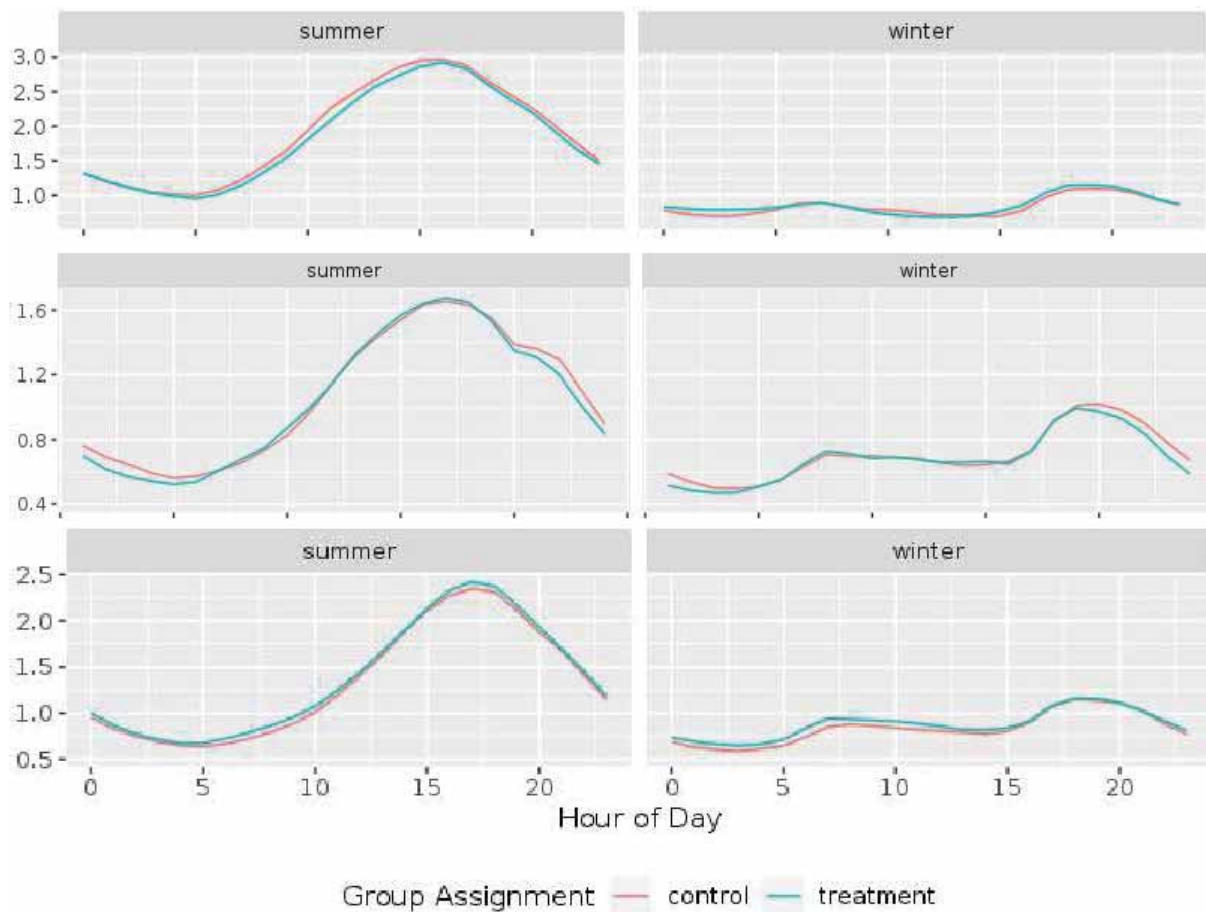 summer winter
3.0
2.5
2.0
1.5
1.0
summer winter
1.6
1.2
0.8
0.4
summer winter
2.5
2.0
1.5
1.0
0.5
0 5 10 15 20 0 5 10 15 20
Hour of Day
Group Assignment control treatment